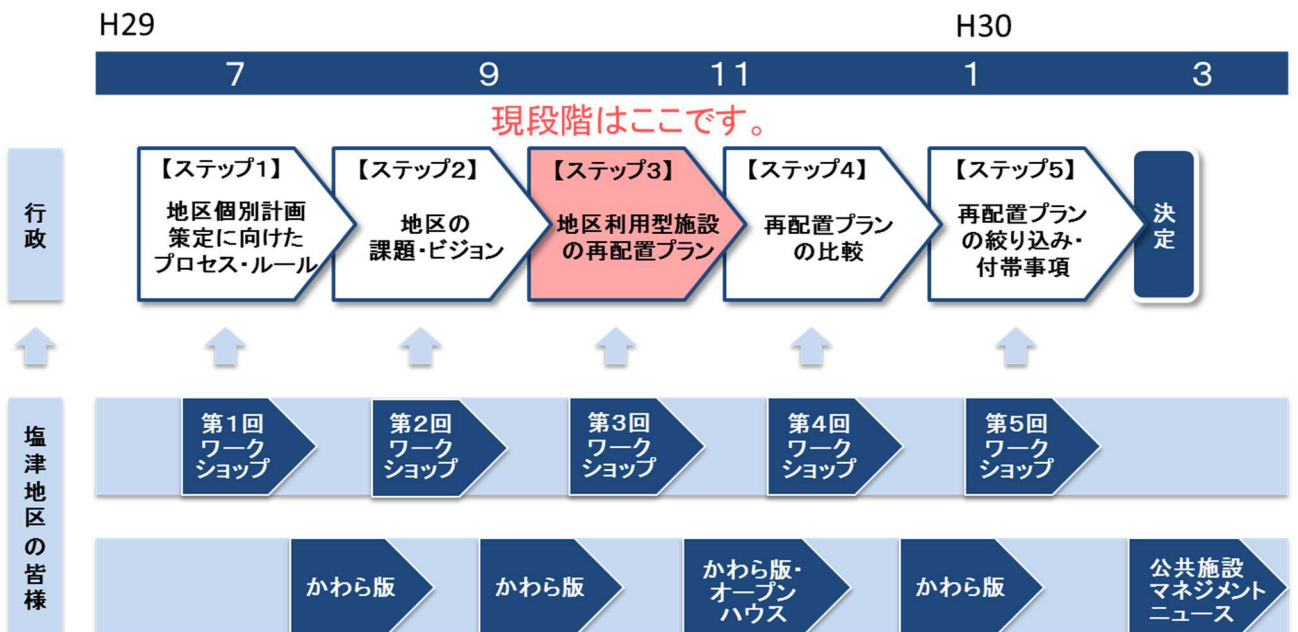 H29
H30
7 9 11 1 3
現段階はここです。
行政
【ステップ1】
地区個別計画
策定に向けた
プロセス・ルール
【ステップ2】
地区の
課題・ビジョン
【ステップ3】
地区利用型施設
の再配置プラン
【ステップ4】
再配置プラン
の比較
【ステップ5】
再配置プラン
の絞り込み・
付帯事項
決定
塩津地区の皆様
第1回
ワーク
ショップ
第2回
ワーク
ショップ
第3回
ワーク
ショップ
第4回
ワーク
ショップ
第5回
ワーク
ショップ
かわら版
かわら版
かわら版・
オープン
ハウス
かわら版
公共施設
マネジメント
ニュース